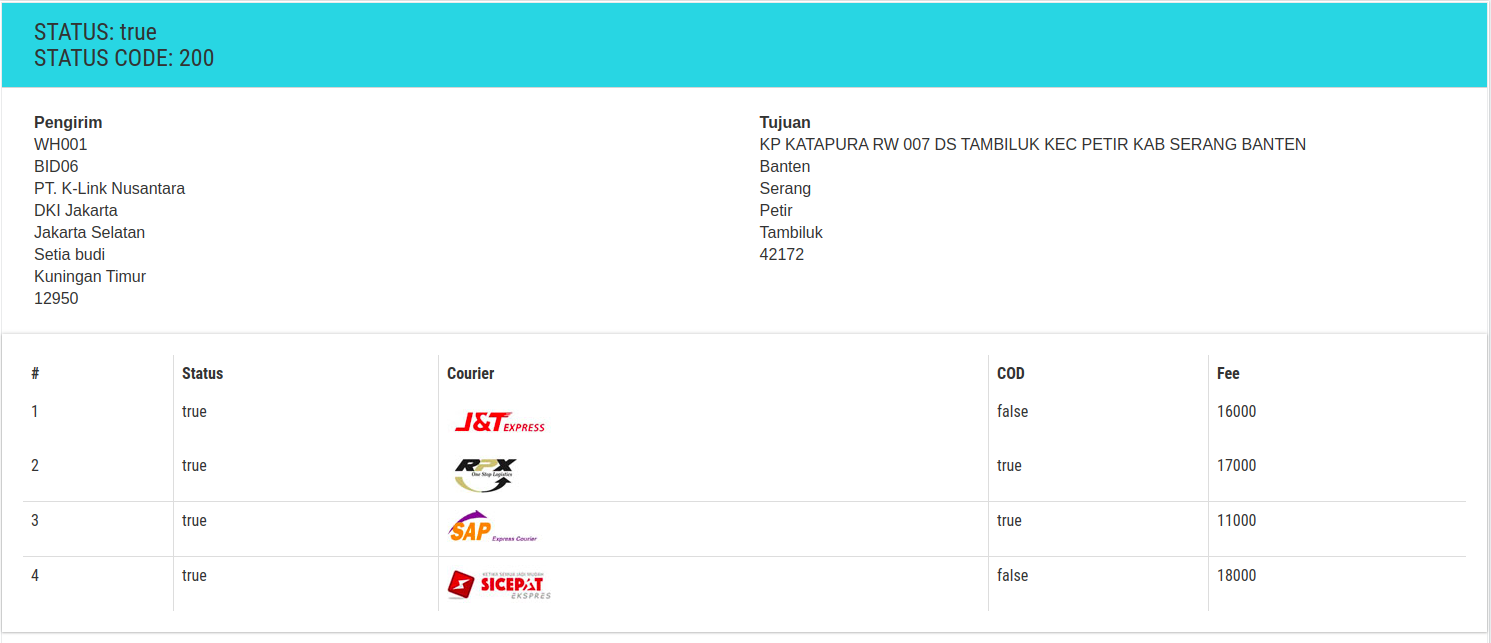 STATUS: true
STATUS CODE: 200
Pengirim
WH001
BID06
PT. K-Link Nusantara
DKI Jakarta
Jakarta Selatan
Setia budi
Kuningan Timur
12950
Tujuan
KP KATAPURA RW 007 DS TAMBILUK KEC PETIR KAB SERANG BANTEN
Banten
Serang
Petir
Tambiluk
42172
# Status Courier COD Fee
1 true J&T EXPRESS false 16000
2 true RPX One Stop Logistics true 17000
3 true SAP Express Courier true 11000
4 true SICEPAT EKSPRES false 18000